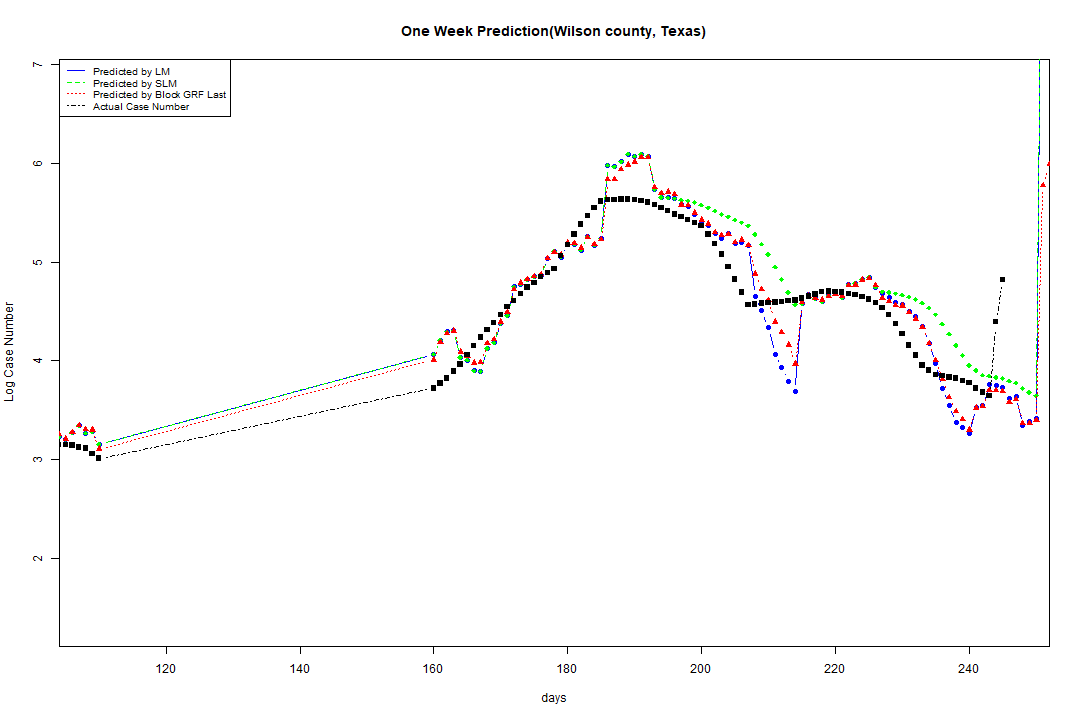 One Week Prediction(Wilson county, Texas)
Predicted by LM
Predicted by SLM
Predicted by Block GRF Last
Actual Case Number
7
6
5
4
3
2
Log Case Number
120 140 160 180 200 220 240
days